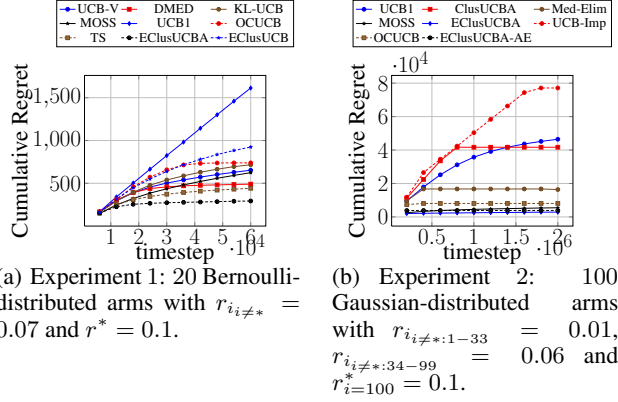 UCB-V DMED KL-UCB
MOSS UCB1 OCUCB
TS EClusUCBA EClusUCB
Cumulative Regret
1,500
1,000
500
1 2 3 4 5 6
timestep ·10^4
(a) Experiment 1: 20 Bernoulli-
distributed arms with r_{i_{i≠*}} =
0.07 and r^* = 0.1.
UCB1 ClusUCBA Med-Elim
MOSS EClusUCBA UCB-Imp
OCUCB EClusUCBA-AE
·10^4
Cumulative Regret
8
6
4
2
0
0.5 1 1.5 2
timestep ·10^6
(b) Experiment 2: 100
Gaussian-distributed arms
with r_{i_{i≠*:1−33}} = 0.01,
r_{i_{i≠*:34−99}} = 0.06 and
r^*_{i=100} = 0.1.